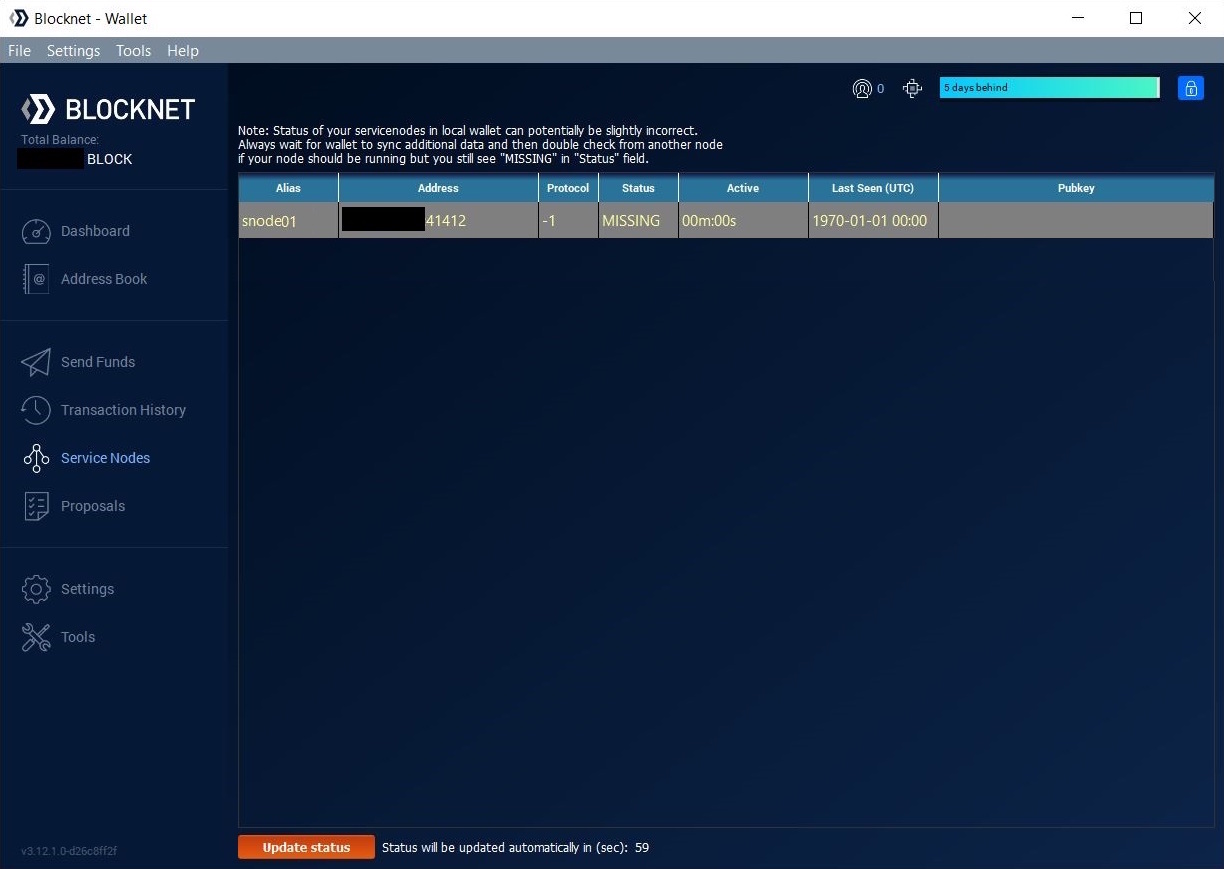 Blocknet - Wallet
File Settings Tools Help
BLOCKNET
Total Balance:
BLOCK
0
5 days behind
Note: Status of your servicenodes in local wallet can potentially be slightly incorrect.
Always wait for wallet to sync additional data and then double check from another node
if your node should be running but you still see "MISSING" in "Status" field.
Alias Address Protocol Status Active Last Seen (UTC) Pubkey
snode01 41412 -1 MISSING 00m:00s 1970-01-01 00:00
Dashboard
@ Address Book
Send Funds
Transaction History
Service Nodes
Proposals
Settings
Tools
v3.12.1.0-d26c8ff2f
Update status Status will be updated automatically in (sec): 59